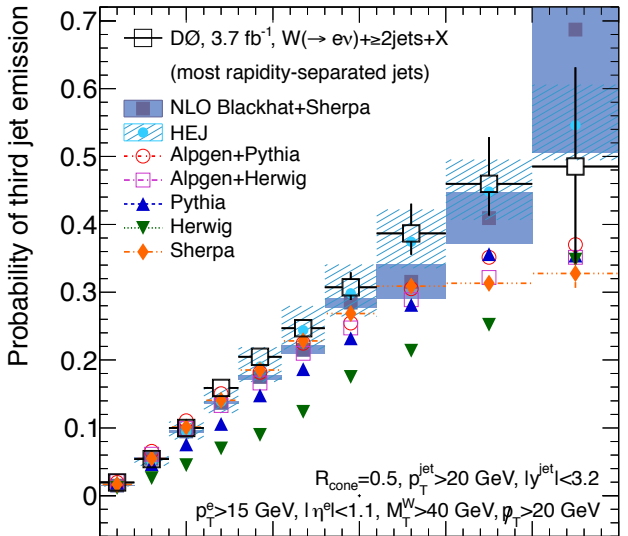 Probability of third jet emission
0.7
0.6
0.5
0.4
0.3
0.2
0.1
0
DØ, 3.7 fb⁻¹, W(→ eν)+≥2jets+X
(most rapidity-separated jets)
NLO Blackhat+Sherpa
HEJ
Alpgen+Pythia
Alpgen+Herwig
Pythia
Herwig
Sherpa
R_cone=0.5, p_T^jet>20 GeV, |y^jet|<3.2
p_T^e>15 GeV, |η^e|<1.1, M_T^W>40 GeV, p̸_T>20 GeV